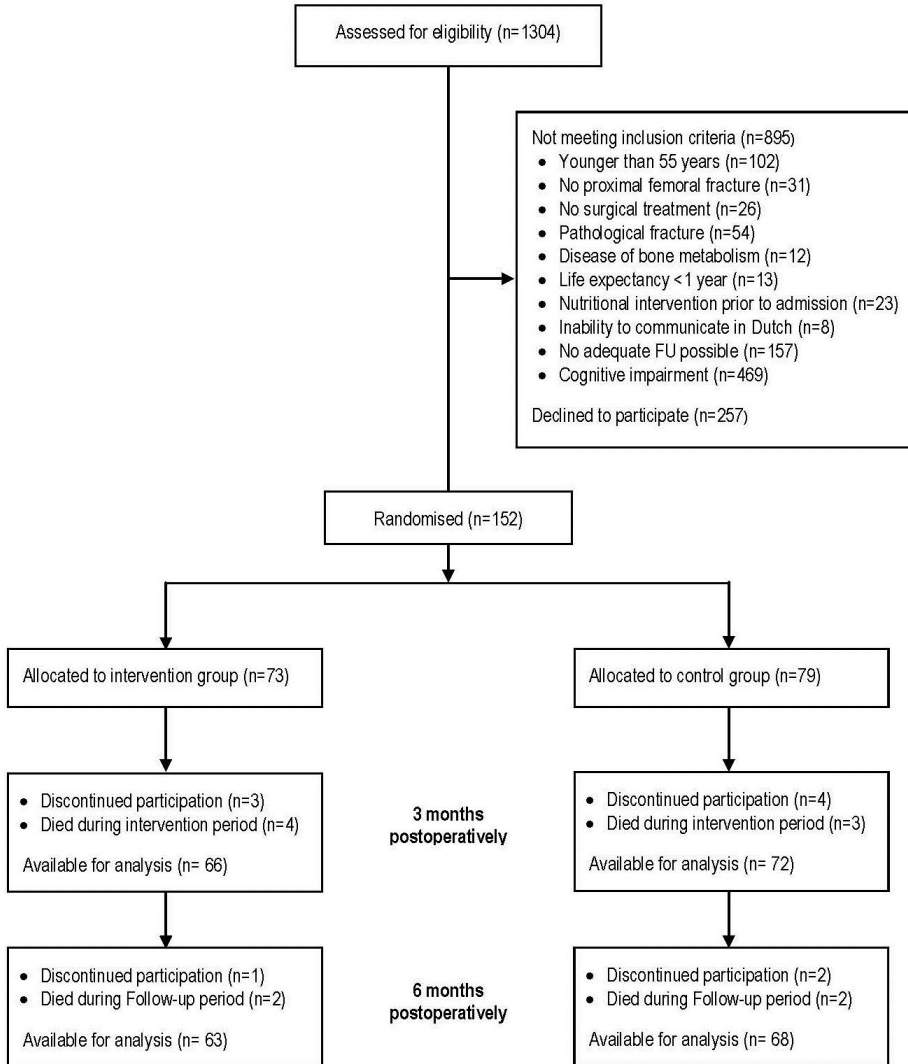 Assessed for eligibility (n=1304)
Not meeting inclusion criteria (n=895)
• Younger than 55 years (n=102)
• No proximal femoral fracture (n=31)
• No surgical treatment (n=26)
• Pathological fracture (n=54)
• Disease of bone metabolism (n=12)
• Life expectancy <1 year (n=13)
• Nutritional intervention prior to admission (n=23)
• Inability to communicate in Dutch (n=8)
• No adequate FU possible (n=157)
• Cognitive impairment (n=469)
Declined to participate (n=257)
Randomised (n=152)
Allocated to intervention group (n=73)
Allocated to control group (n=79)
• Discontinued participation (n=3)
• Died during intervention period (n=4)
Available for analysis (n= 66)
3 months
postoperatively
• Discontinued participation (n=4)
• Died during intervention period (n=3)
Available for analysis (n= 72)
• Discontinued participation (n=1)
• Died during Follow-up period (n=2)
Available for analysis (n= 63)
6 months
postoperatively
• Discontinued participation (n=2)
• Died during Follow-up period (n=2)
Available for analysis (n= 68)